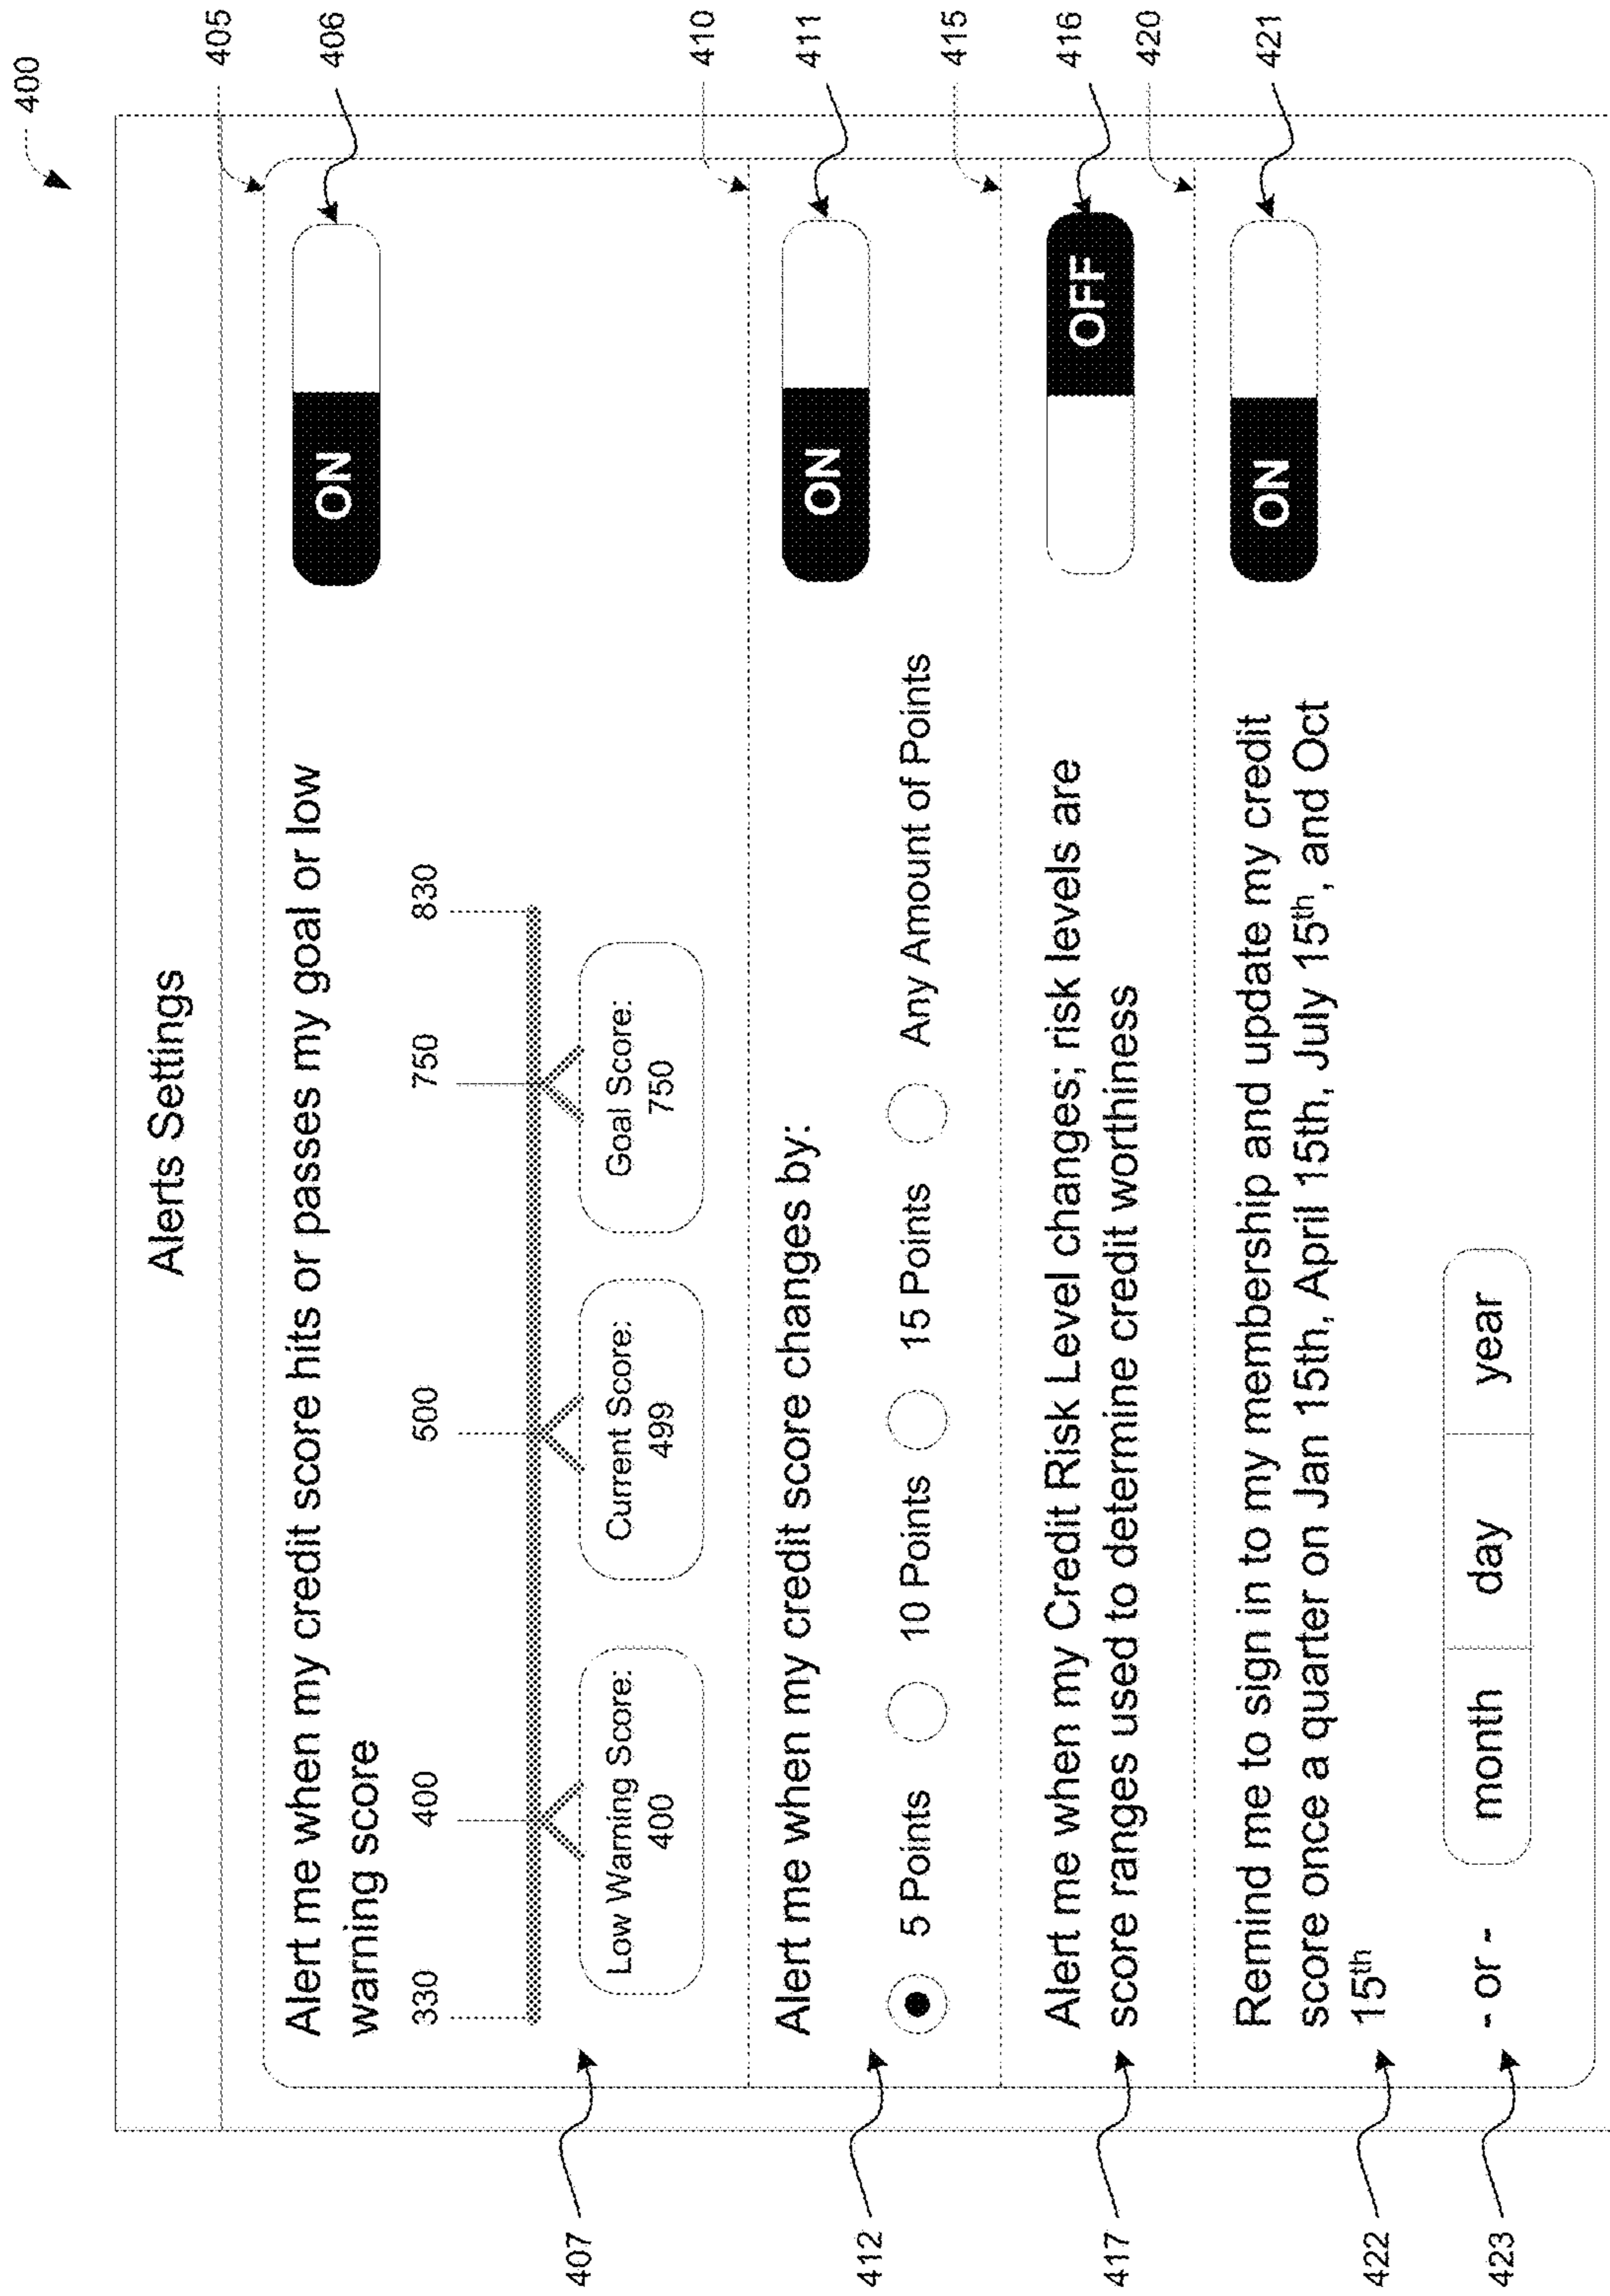 400
Alerts Settings
405
Alert me when my credit score hits or passes my goal or low
warning score
ON
406
330
400
500
750
830
407
Low Warning Score:
400
Current Score:
499
Goal Score:
750
410
Alert me when my credit score changes by:
ON
411
412
5 Points
10 Points
15 Points
Any Amount of Points
415
Alert me when my Credit Risk Level changes; risk levels are
score ranges used to determine credit worthiness
OFF
416
417
420
Remind me to sign in to my membership and update my credit
score once a quarter on Jan 15th, April 15th, July 15th, and Oct
15th
ON
421
422
- or -
month
day
year
423